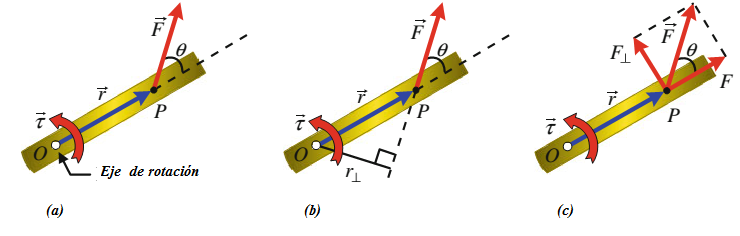 F⃗
θ
r⃗
P
τ⃗
O
Eje de rotación
(a)
F⃗
θ
r⃗
P
τ⃗
O
r⊥
(b)
F⊥
F⃗
θ
F
r⃗
P
τ⃗
O
(c)